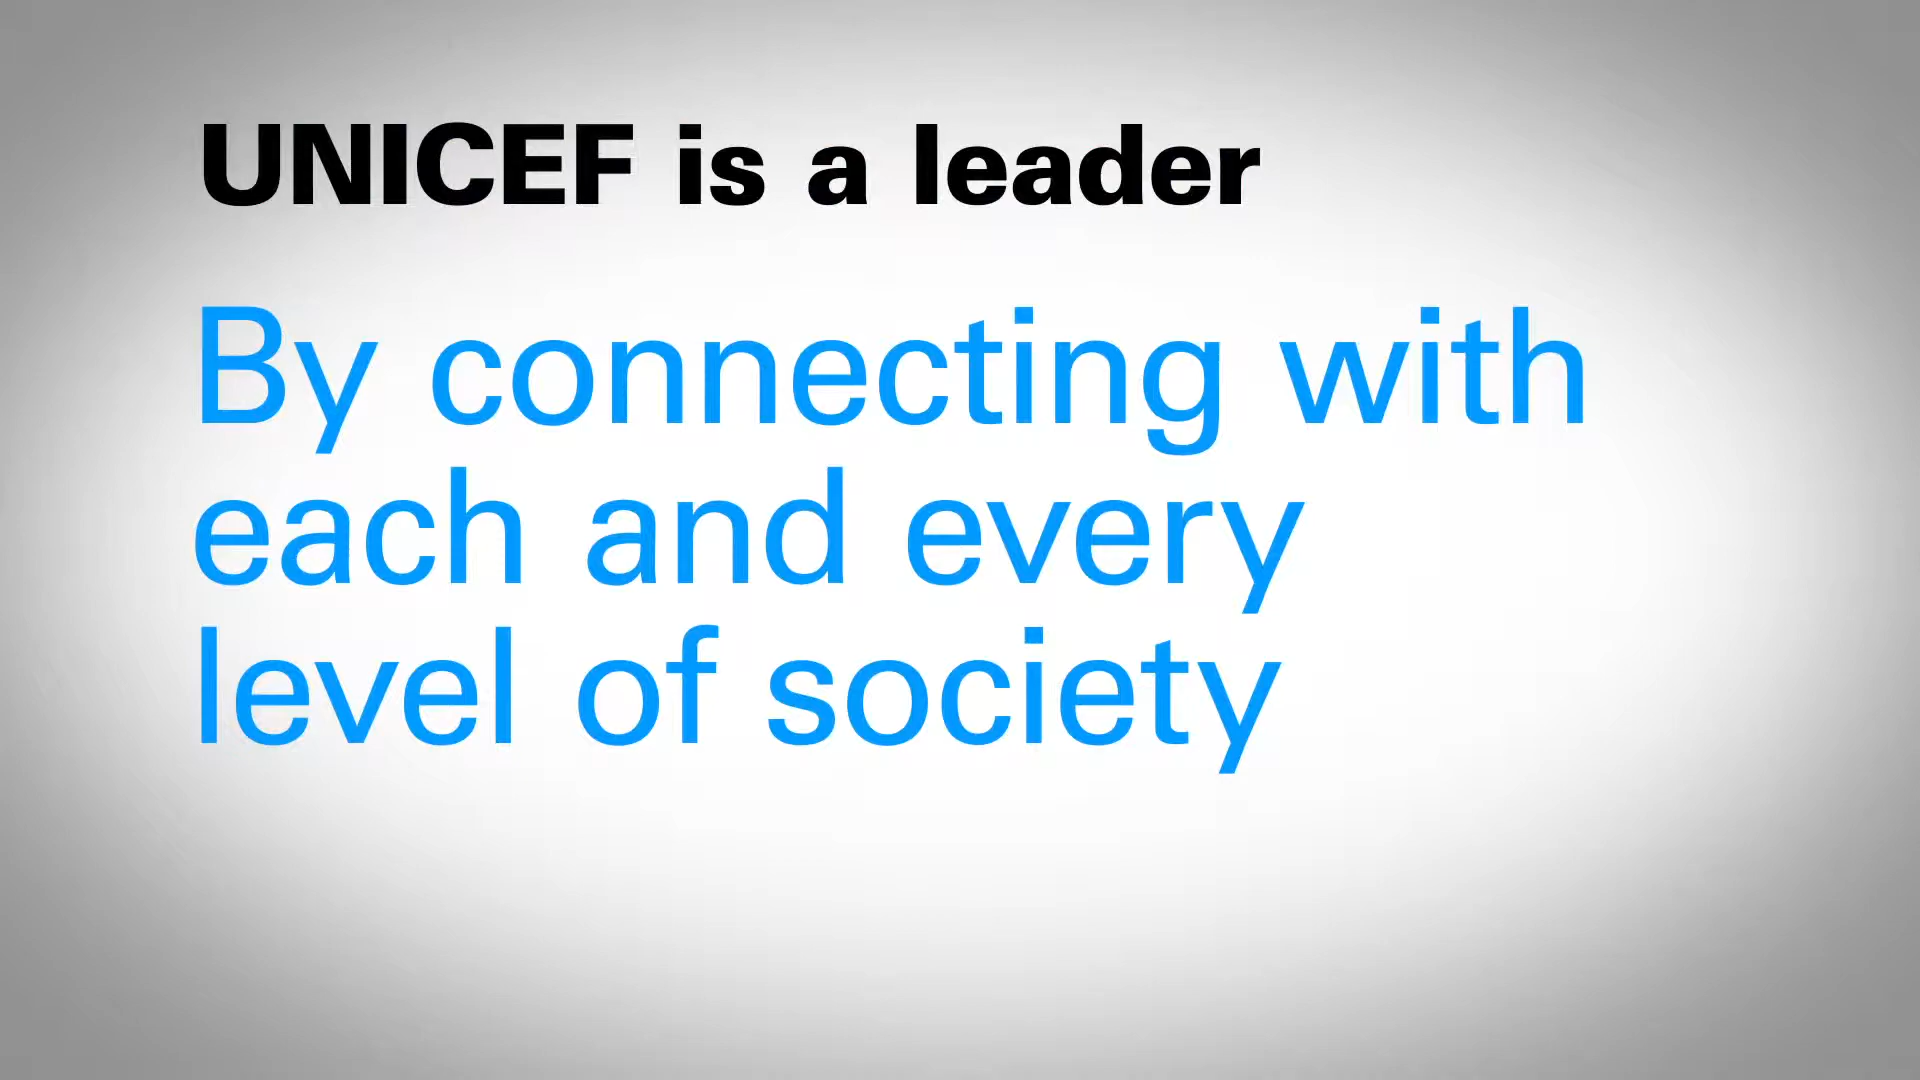 UNICEF is a leader
By connecting with
each and every
level of society